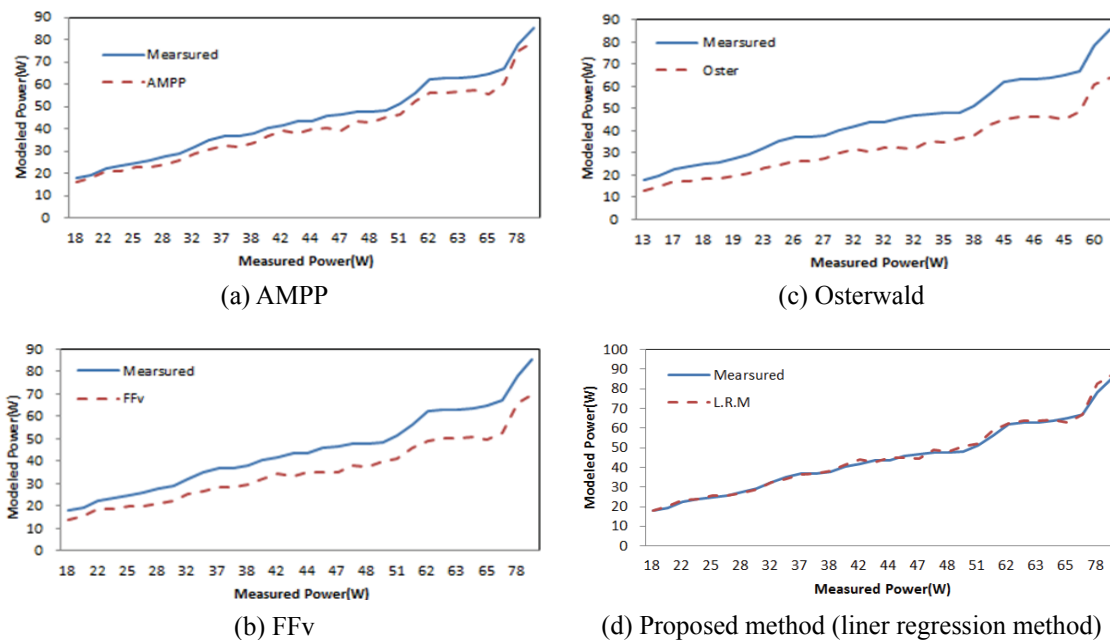 90
80
70
60
50
40
30
20
10
0
Modeled Power(W)
Mearsured
AMPP
18 22 25 28 32 37 38 42 44 47 48 51 62 63 65 78
Measured Power(W)
(a) AMPP
90
80
70
60
50
40
30
20
10
0
Modeled Power(W)
Mearsured
Oster
13 17 18 19 23 26 27 32 32 32 35 38 45 46 45 60
Measured Power(W)
(c) Osterwald
90
80
70
60
50
40
30
20
10
0
Modeled Power(W)
Mearsured
FFv
18 22 25 28 32 37 38 42 44 47 48 51 62 63 65 78
Measured Power(W)
(b) FFv
100
90
80
70
60
50
40
30
20
10
0
Modeled Power(W)
Mearsured
L.R.M
18 22 25 28 32 37 38 42 44 47 48 51 62 63 65 78
Measured Power(W)
(d) Proposed method (liner regression method)